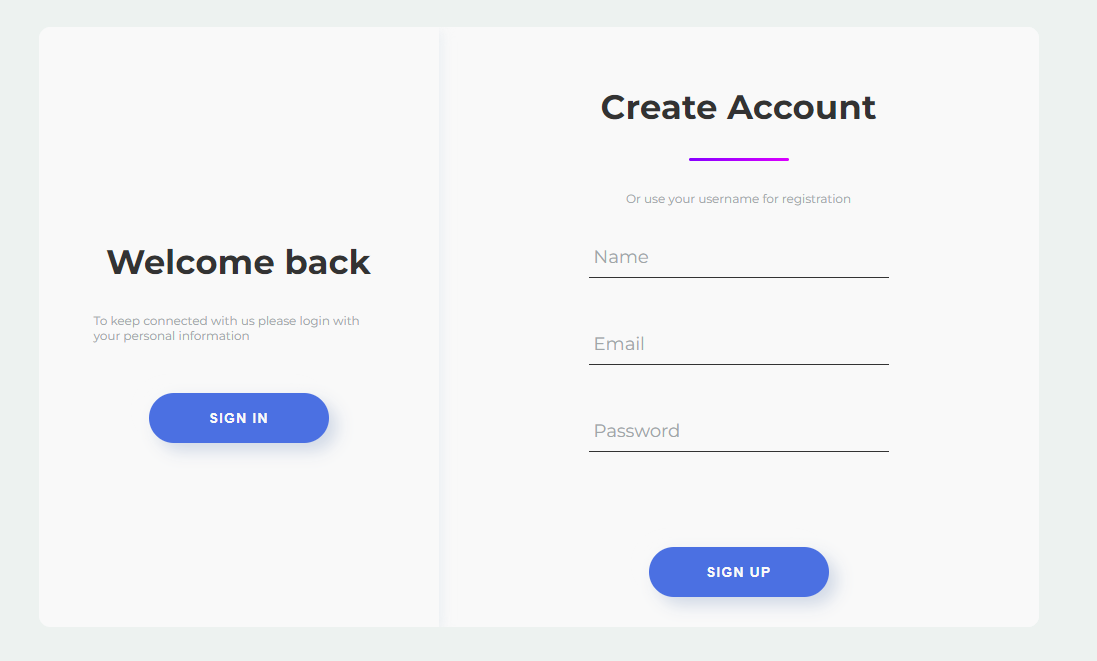 Welcome back
To keep connected with us please login with
your personal information
SIGN IN
Create Account
Or use your username for registration
Name
Email
Password
SIGN UP